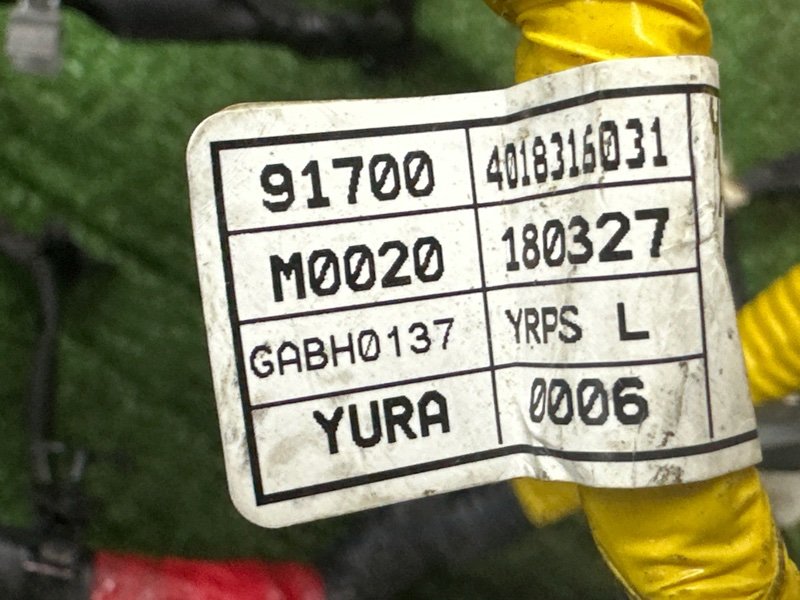 91700 4018316031
M0020 180327
GABH0137 YRPS L
YURA 0006